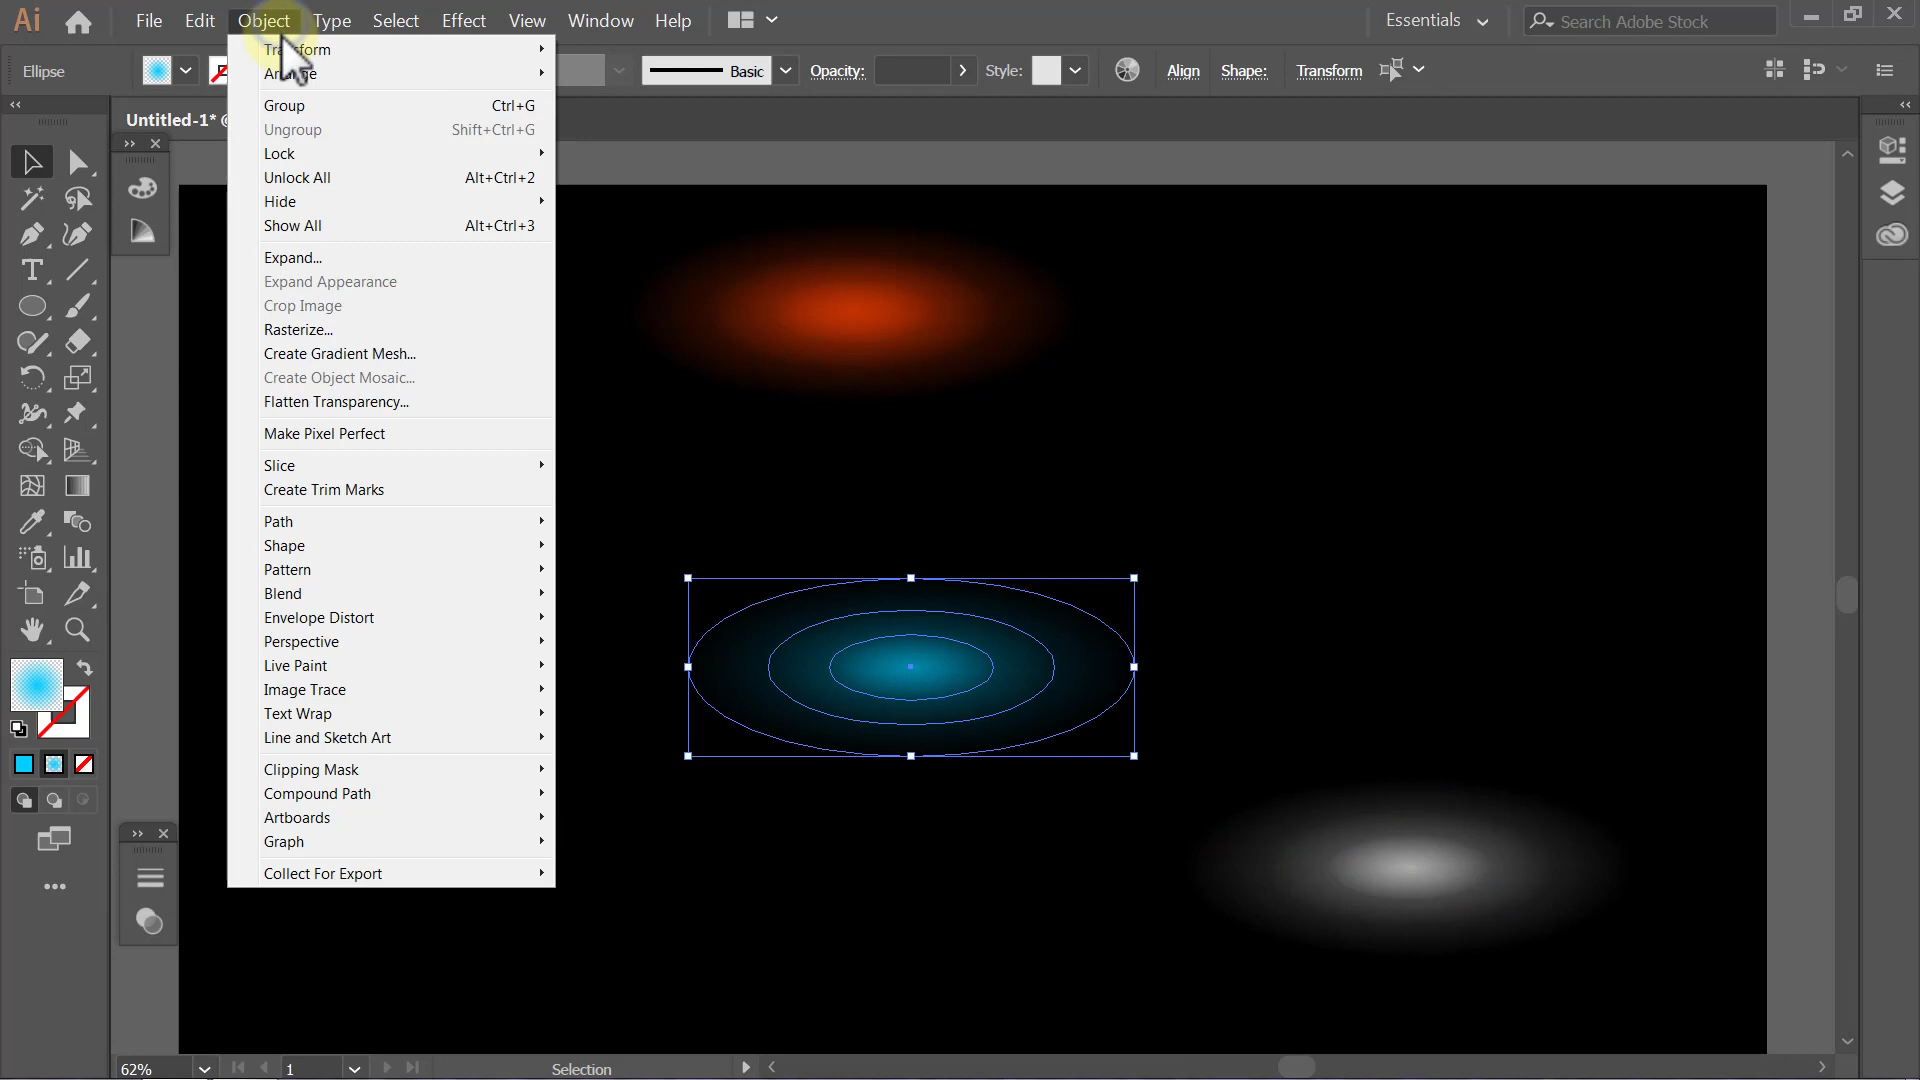 Ai File Edit Object Type Select Effect View Window Help Essentials Search Adobe Stock
Ellipse Basic Opacity: Style: Align Shape: Transform
Untitled-1*
Transform
Arrange
Group Ctrl+G
Ungroup Shift+Ctrl+G
Lock
Unlock All Alt+Ctrl+2
Hide
Show All Alt+Ctrl+3
Expand...
Expand Appearance
Crop Image
Rasterize...
Create Gradient Mesh...
Create Object Mosaic...
Flatten Transparency...
Make Pixel Perfect
Slice
Create Trim Marks
Path
Shape
Pattern
Blend
Envelope Distort
Perspective
Live Paint
Image Trace
Text Wrap
Line and Sketch Art
Clipping Mask
Compound Path
Artboards
Graph
Collect For Export
62% 1 Selection